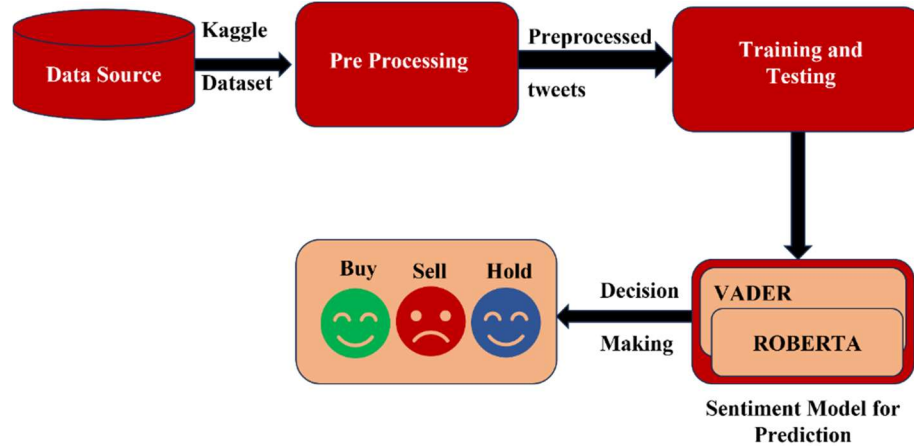 Data Source
Kaggle
Dataset
Pre Processing
Preprocessed
tweets
Training and
Testing
VADER
ROBERTA
Sentiment Model for
Prediction
Decision
Making
Buy Sell Hold